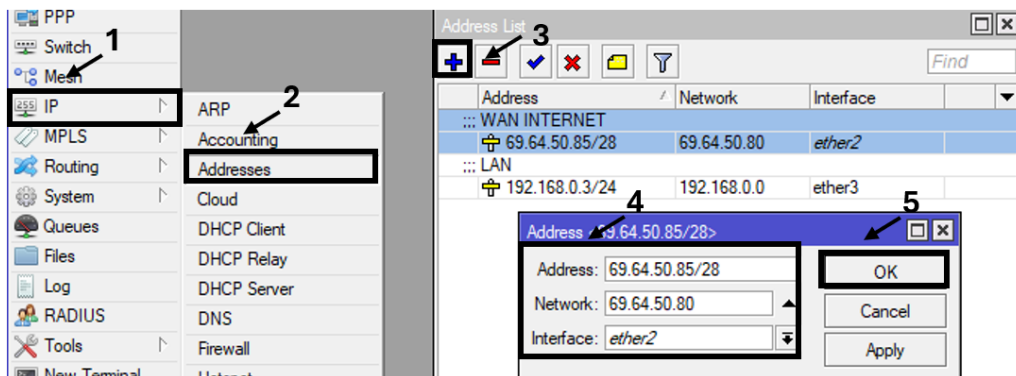 PPP
Switch
Mesh
IP
MPLS
Routing
System
Queues
Files
Log
RADIUS
Tools
New Terminal
1
2
ARP
Accounting
Addresses
Cloud
DHCP Client
DHCP Relay
DHCP Server
DNS
Firewall
Hotspot
Address List
3
Find
Address Network Interface
;;; WAN INTERNET
69.64.50.85/28 69.64.50.80 ether2
;;; LAN
192.168.0.3/24 192.168.0.0 ether3
4
5
Address <69.64.50.85/28>
Address: 69.64.50.85/28
Network: 69.64.50.80
Interface: ether2
OK
Cancel
Apply
255